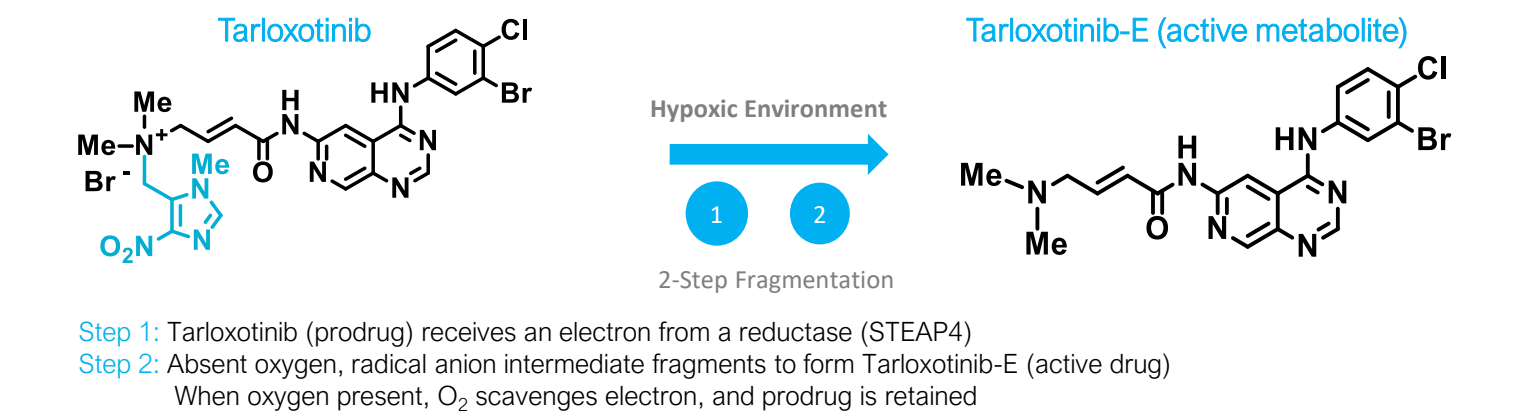 Tarloxotinib
Tarloxotinib-E (active metabolite)
Cl
Br
HN
H
N
O
N
N
N
Me
Me
N+
Br -
Me
N
N
O2N
Hypoxic Environment
1 2
2-Step Fragmentation
Cl
Br
HN
H
N
O
N
N
N
Me
N
Me
Step 1: Tarloxotinib (prodrug) receives an electron from a reductase (STEAP4)
Step 2: Absent oxygen, radical anion intermediate fragments to form Tarloxotinib-E (active drug)
When oxygen present, O2 scavenges electron, and prodrug is retained